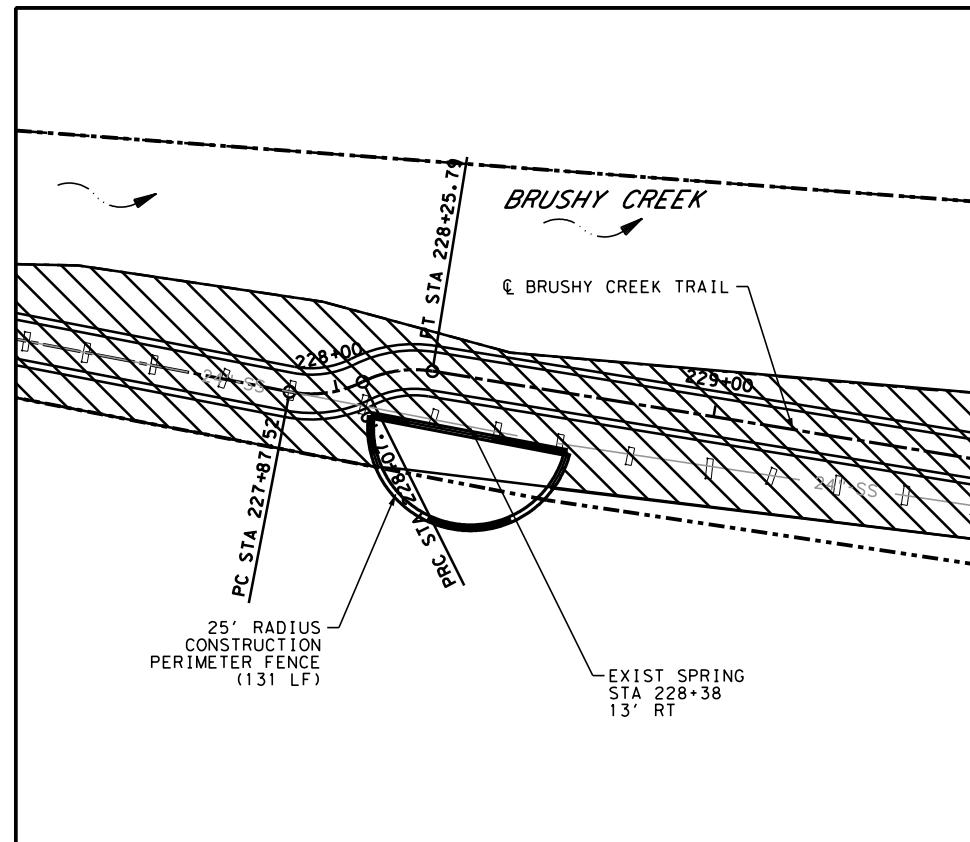 BRUSHY CREEK
PT STA 228+25.79
℄ BRUSHY CREEK TRAIL
228+00
229+00
24" SS
24" SS
PC STA 227+87.52
PRC STA 228+07.
25' RADIUS
CONSTRUCTION
PERIMETER FENCE
(131 LF)
EXIST SPRING
STA 228+38
13' RT